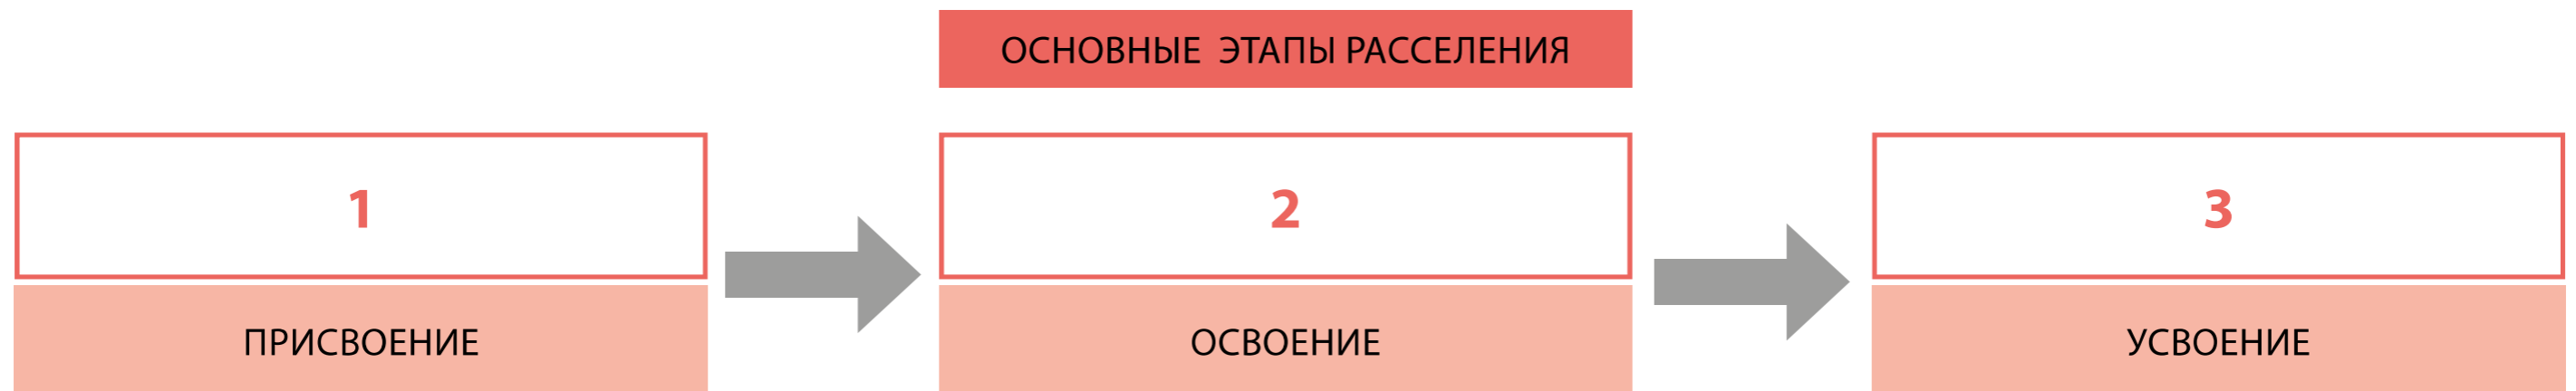 ОСНОВНЫЕ ЭТАПЫ РАССЕЛЕНИЯ
1
2
3
ПРИСВОЕНИЕ
ОСВОЕНИЕ
УСВОЕНИЕ